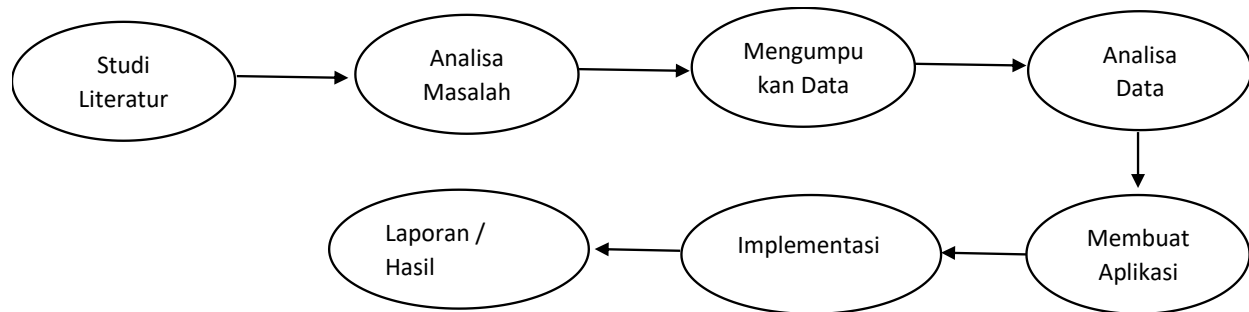 Studi
Literatur
Analisa
Masalah
Mengumpu
kan Data
Analisa
Data
Membuat
Aplikasi
Implementasi
Laporan /
Hasil